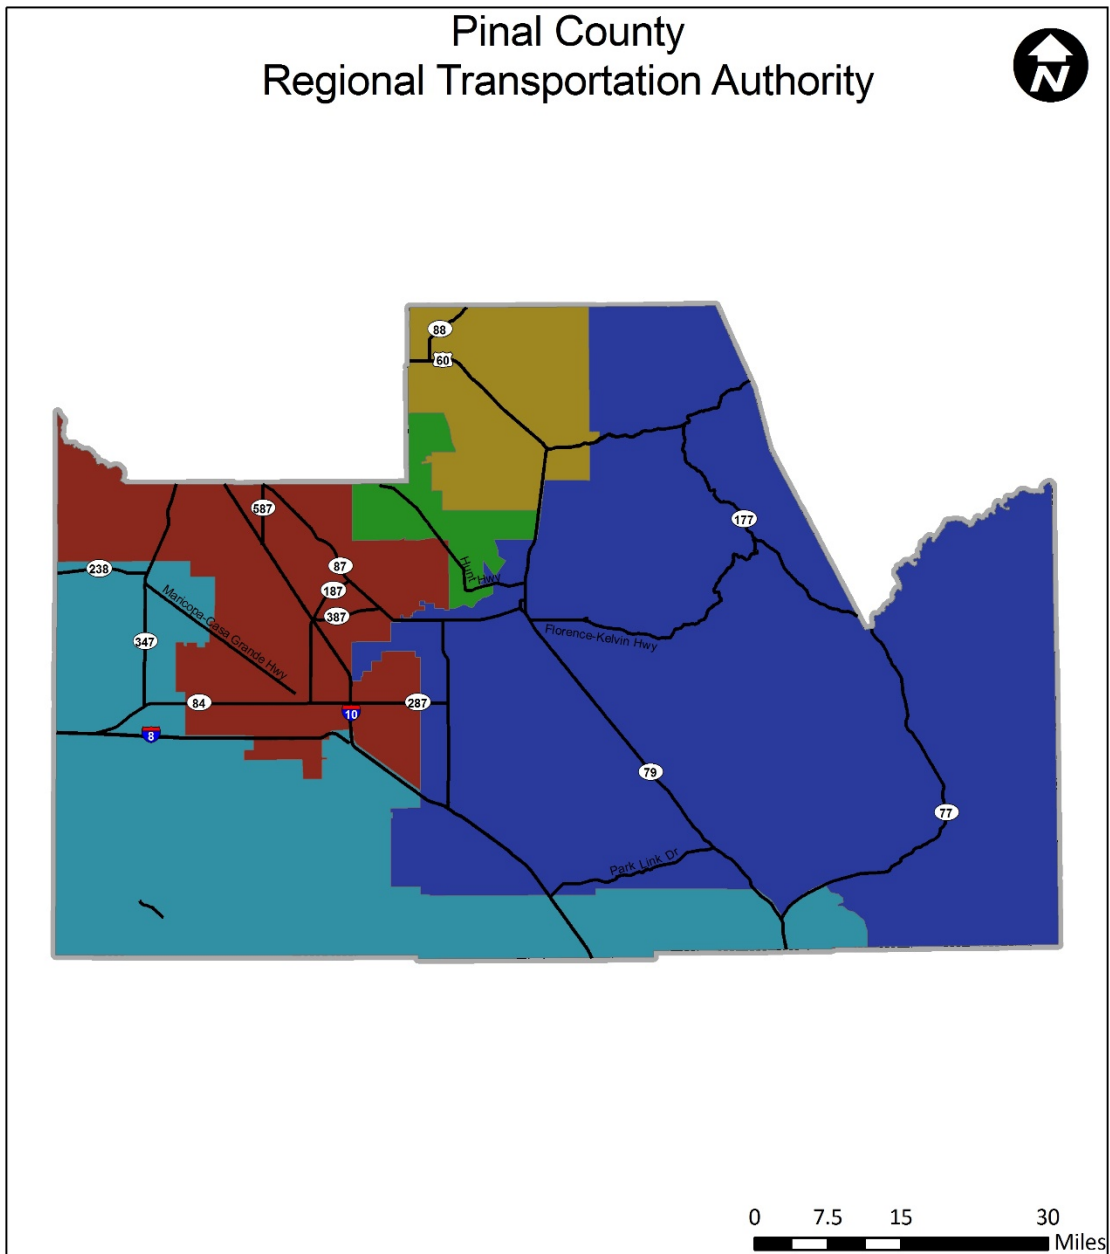 Pinal County
Regional Transportation Authority
N
88
60
587
177
87
238
Hunt Hwy
187
Maricopa-Casa Grande Hwy
387
Florence-Kelvin Hwy
347
84
287
10
8
79
77
Park Link Dr
0 7.5 15 30
Miles